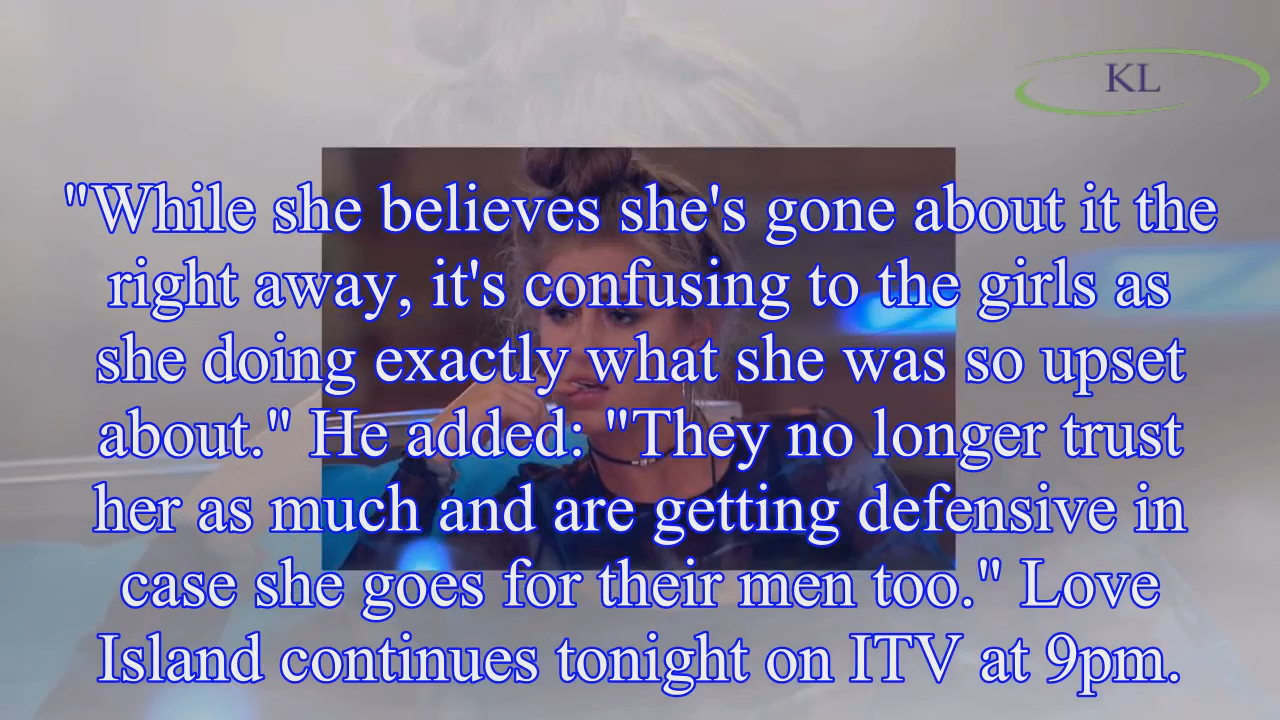 KL
"While she believes she's gone about it the
right away, it's confusing to the girls as
she doing exactly what she was so upset
about." He added: "They no longer trust
her as much and are getting defensive in
case she goes for their men too." Love
Island continues tonight on ITV at 9pm.